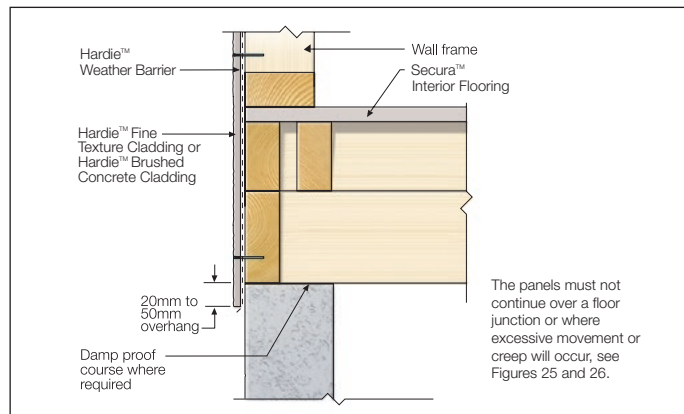 Hardie™
Weather Barrier
Wall frame
Secura™
Interior Flooring
Hardie™ Fine
Texture Cladding or
Hardie™ Brushed
Concrete Cladding
20mm to
50mm
overhang
Damp proof
course where
required
The panels must not
continue over a floor
junction or where
excessive movement or
creep will occur, see
Figures 25 and 26.